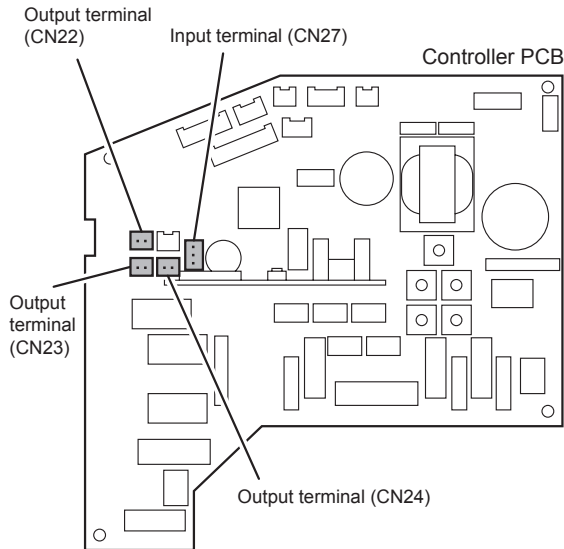 Output terminal
(CN22)
Input terminal (CN27)
Controller PCB
Output
terminal
(CN23)
Output terminal (CN24)